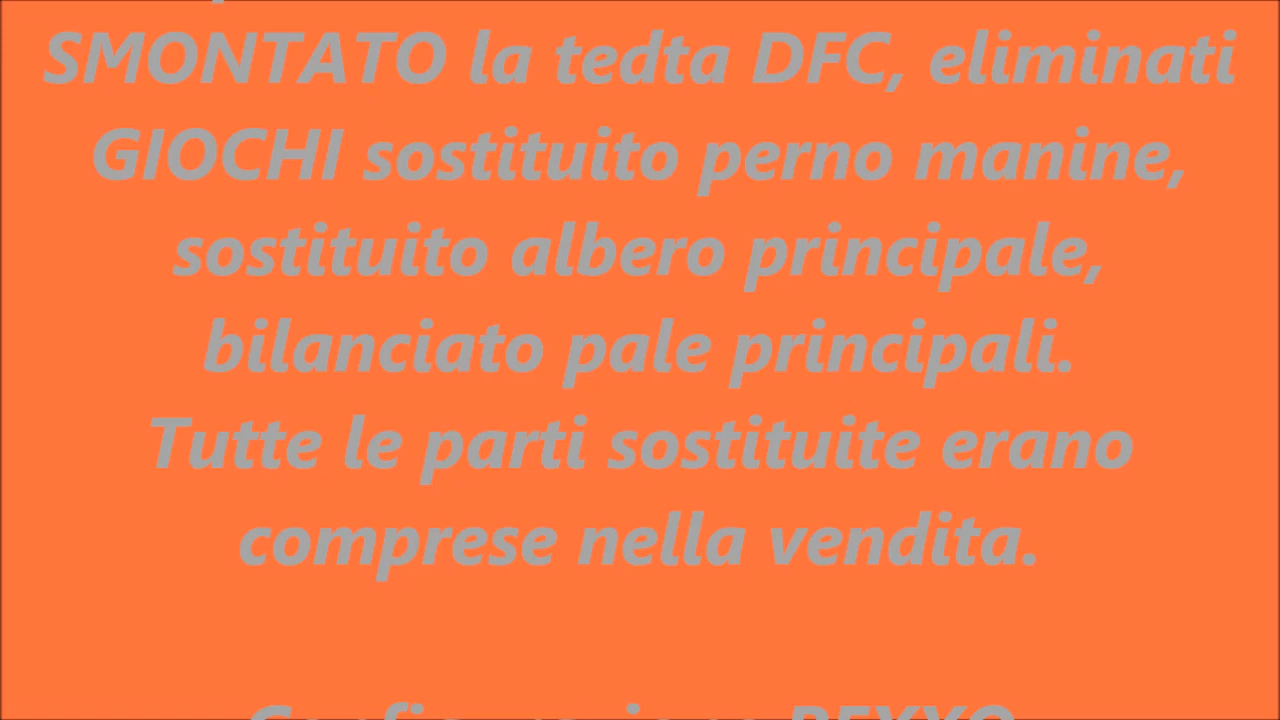 SMONTATO la tedta DFC, eliminati
GIOCHI sostituito perno manine,
sostituito albero principale,
bilanciato pale principali.
Tutte le parti sostituite erano
comprese nella vendita.
Configurazione